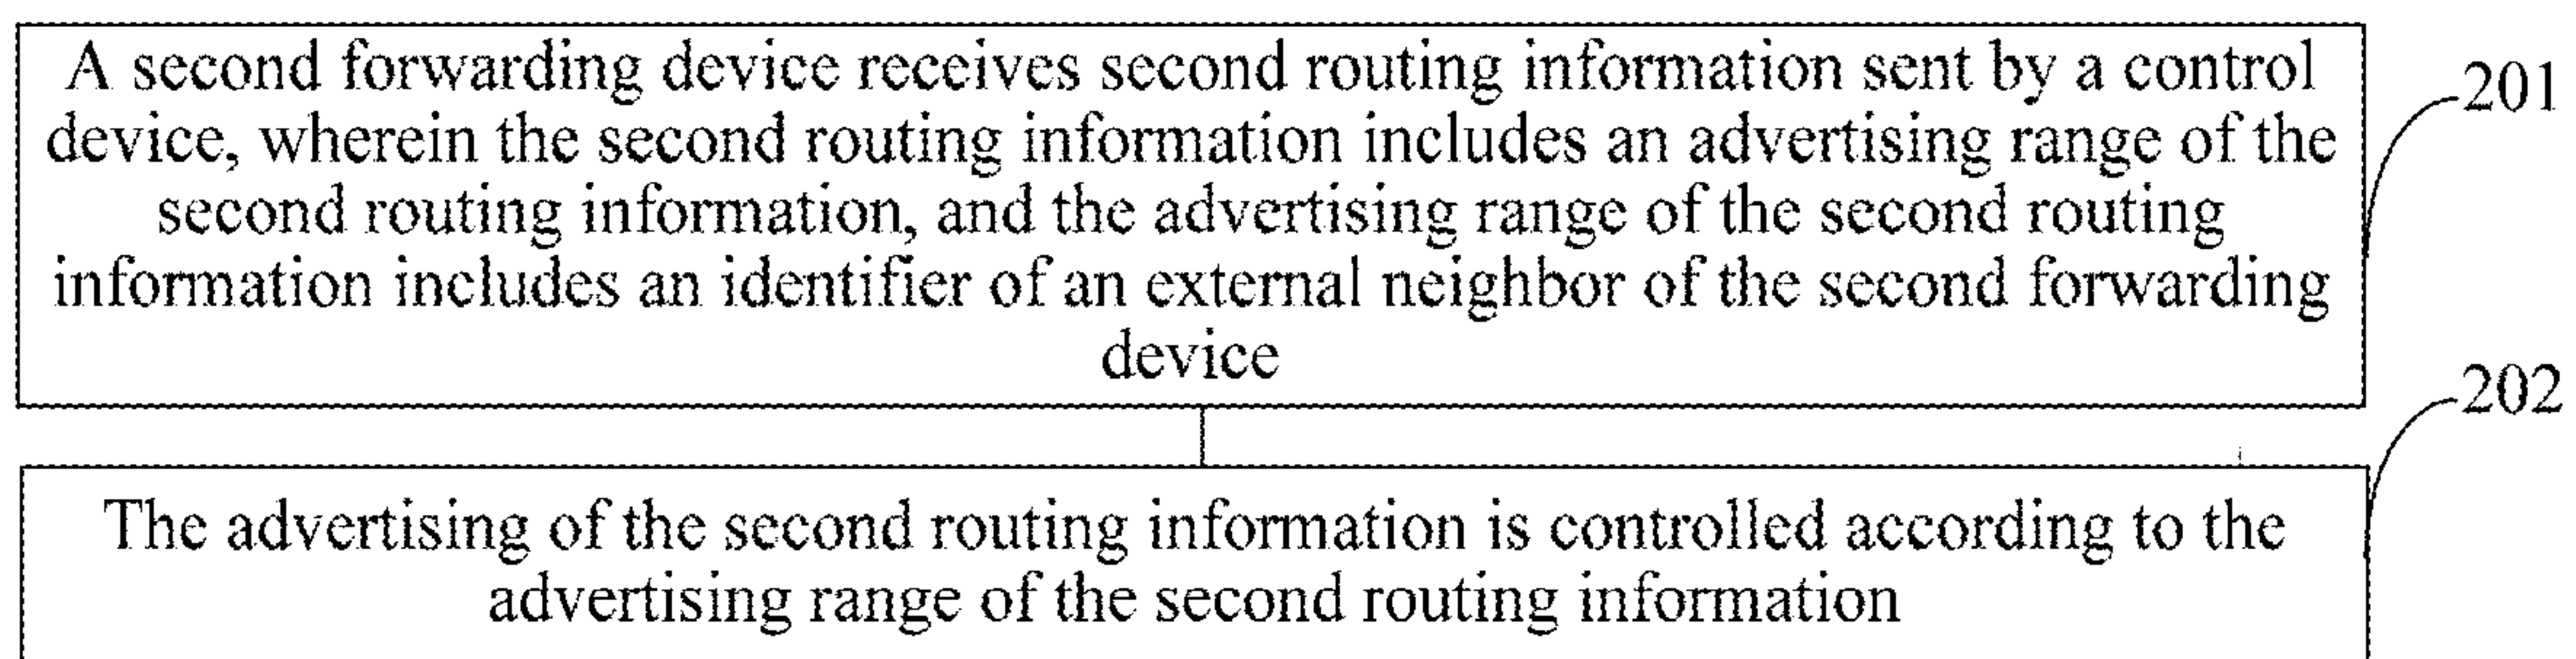 A second forwarding device receives second routing information sent by a control
device, wherein the second routing information includes an advertising range of the
second routing information, and the advertising range of the second routing
information includes an identifier of an external neighbor of the second forwarding
device
201
202
The advertising of the second routing information is controlled according to the
advertising range of the second routing information